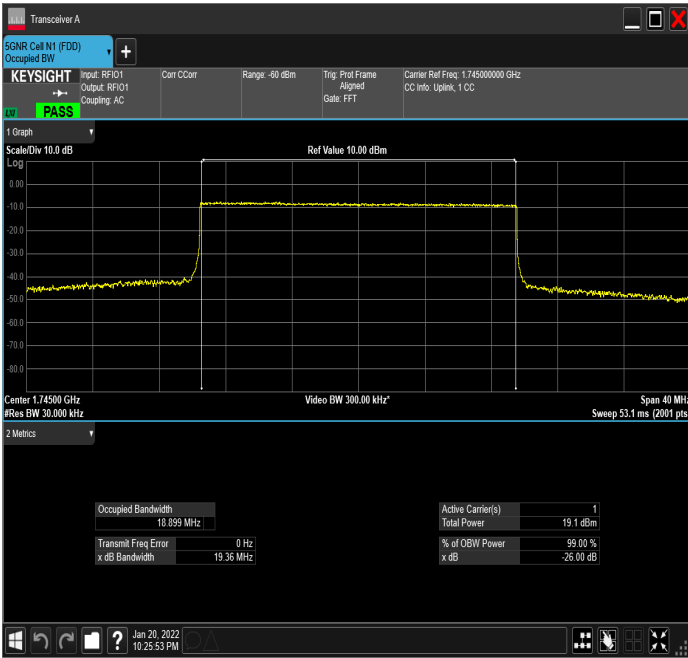 Transceiver A
5GNR Cell N1 (FDD)
Occupied BW
+
KEYSIGHT
Input: RFIO1
Output: RFIO1
Coupling: AC
Corr CCorr
Range: -60 dBm
Trig: Prot Frame
Aligned
Gate: FFT
Carrier Ref Freq: 1.745000000 GHz
CC Info: Uplink, 1 CC
PASS
1 Graph
Scale/Div 10.0 dB
Ref Value 10.00 dBm
Log
0.00
-10.0
-20.0
-30.0
-40.0
-50.0
-60.0
-70.0
-80.0
Center 1.74500 GHz
Video BW 300.00 kHz*
Span 40 MHz
#Res BW 30.000 kHz
Sweep 53.1 ms (2001 pts
2 Metrics
Occupied Bandwidth
18.899 MHz
Transmit Freq Error 0 Hz
x dB Bandwidth 19.36 MHz
Active Carrier(s) 1
Total Power 19.1 dBm
% of OBW Power 99.00 %
x dB -26.00 dB
?
Jan 20, 2022
10:25:53 PM